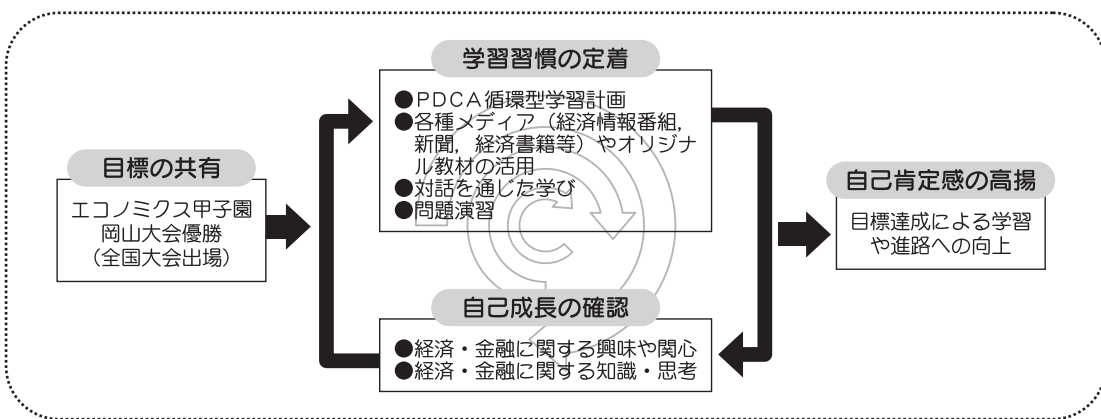 目標の共有
エコノミクス甲子園
岡山大会優勝
（全国大会出場）
学習習慣の定着
●PDCA循環型学習計画
●各種メディア（経済情報番組，
新聞，経済書籍等）やオリジナ
ル教材の活用
●対話を通じた学び
●問題演習
自己成長の確認
●経済・金融に関する興味や関心
●経済・金融に関する知識・思考
自己肯定感の高揚
目標達成による学習
や進路への向上